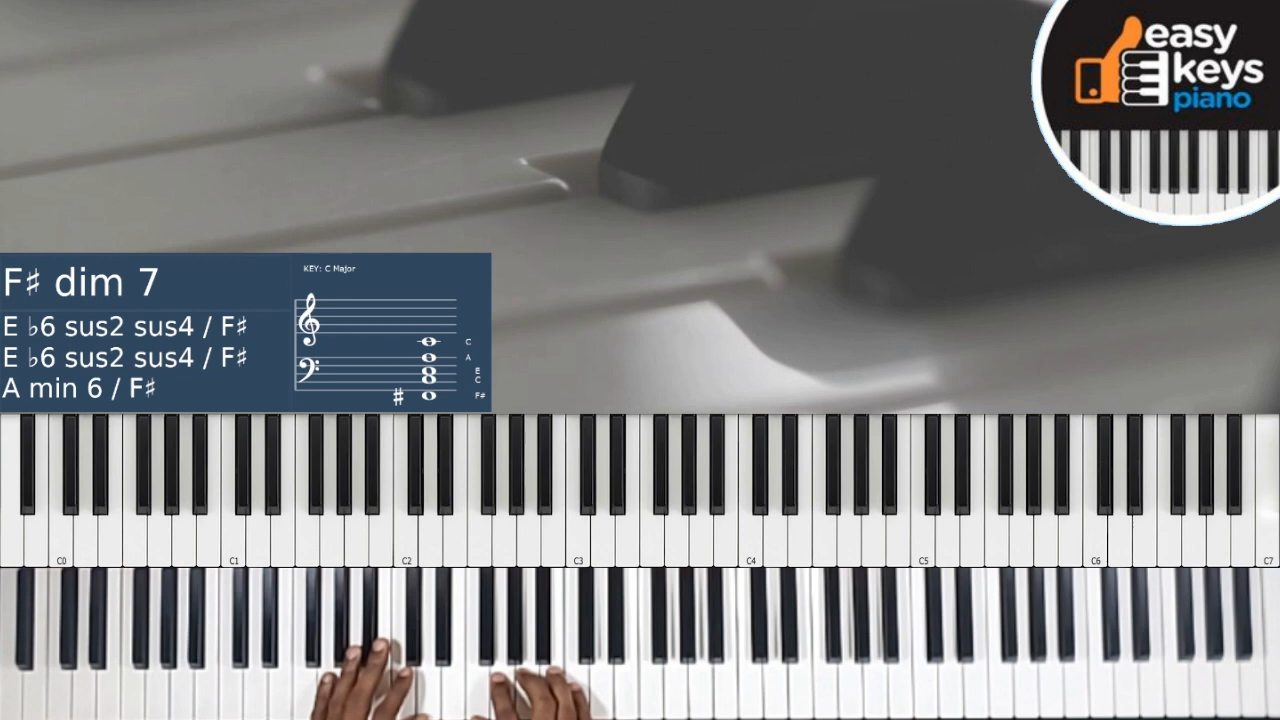 easy
keys
piano
F♯ dim 7
KEY: C Major
E ♭6 sus2 sus4 / F♯
E ♭6 sus2 sus4 / F♯
A min 6 / F♯
C
A
E
C
F#
C0 C1 C2 C3 C4 C5 C6 C7